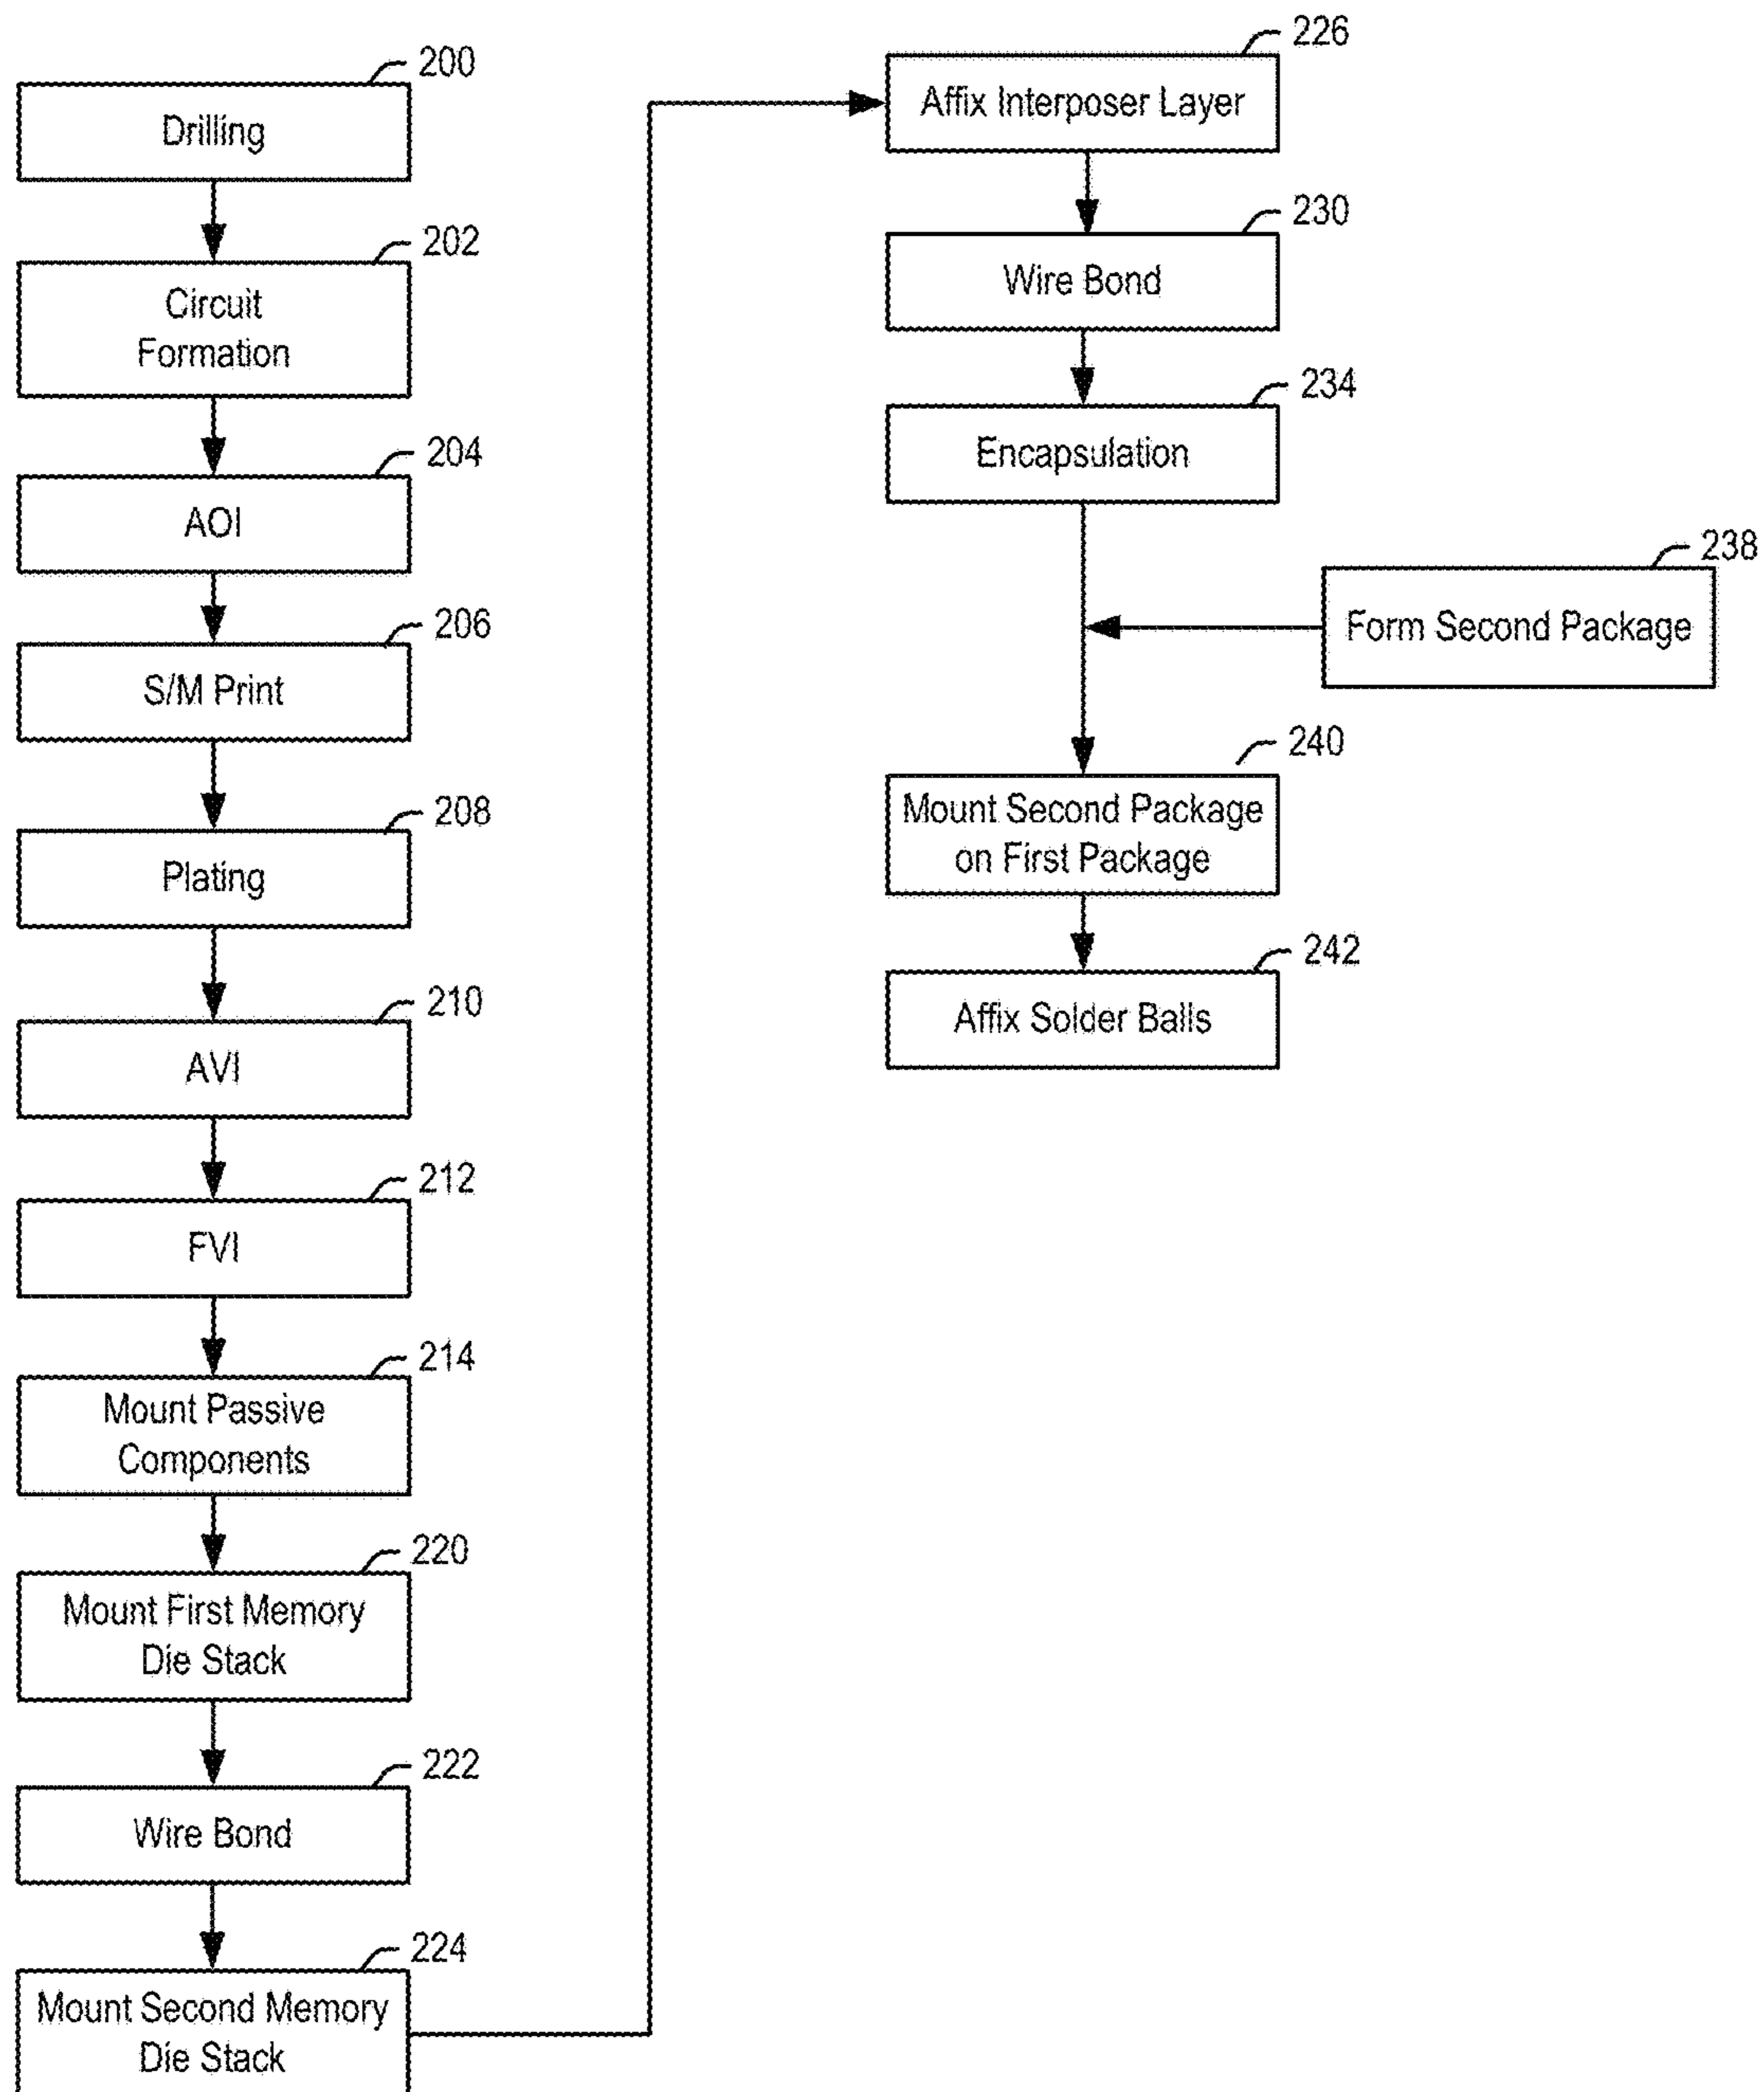 200
Drilling
202
Circuit
Formation
204
AOI
206
S/M Print
208
Plating
210
AVI
212
FVI
214
Mount Passive
Components
220
Mount First Memory
Die Stack
222
Wire Bond
224
Mount Second Memory
Die Stack
226
Affix Interposer Layer
230
Wire Bond
234
Encapsulation
238
Form Second Package
240
Mount Second Package
on First Package
242
Affix Solder Balls